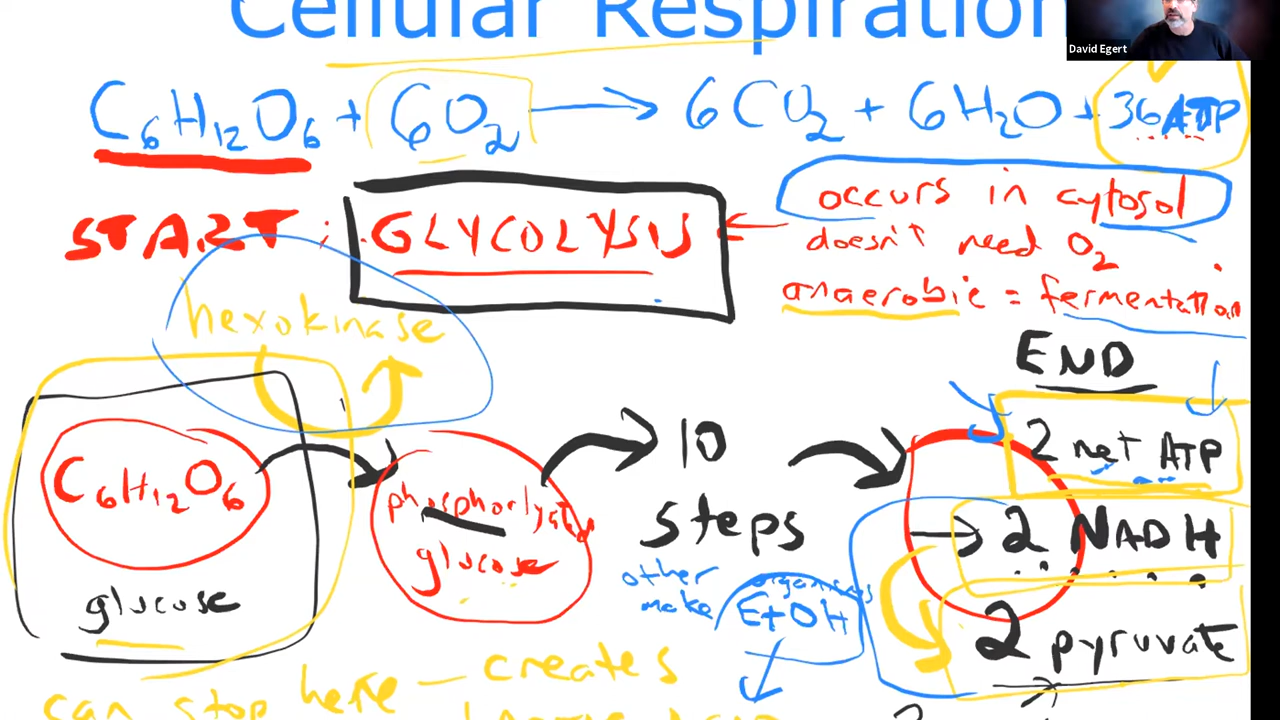 Cellular Respiration
David Egert
C6H12O6 + 6O2 → 6CO2 + 6H2O + 36ATP
START : GLYCOLYSIS ←
occurs in cytosol
doesn't need O2
anaerobic = fermentation
hexokinase
END
C6H12O6
glucose
phosphorlyated
glucose
10
steps
2 net ATP
→ 2 NADH
2 pyruvate
other organisms
make EtOH
can stop here — creates